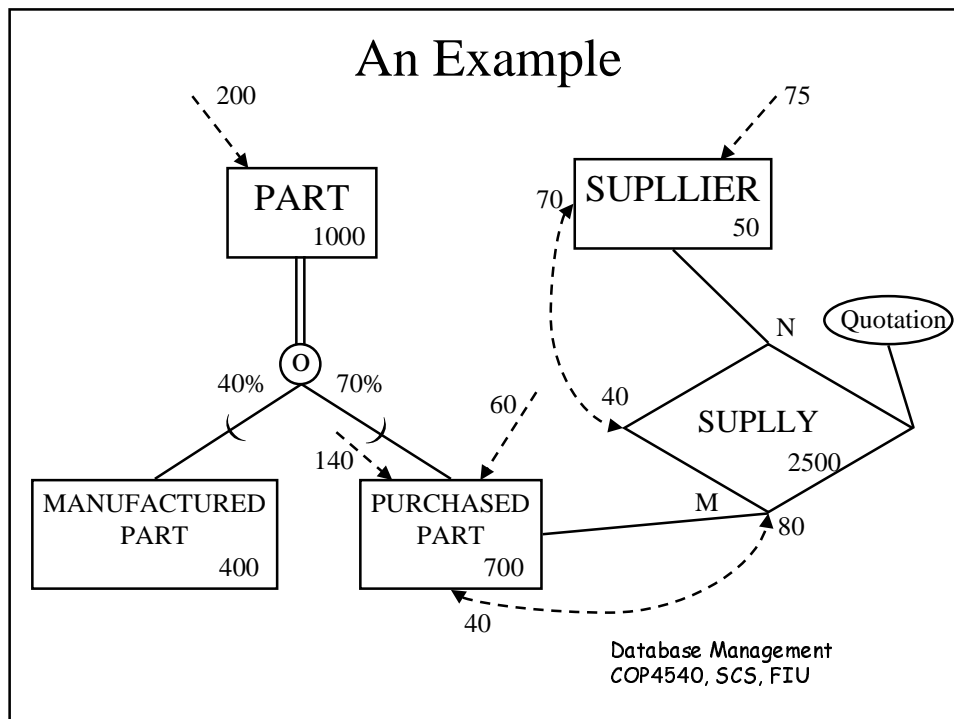 An Example
200
75
PART
1000
SUPLLIER
50
70
N
Quotation
O
40%
70%
60
40
SUPLLY
2500
140
MANUFACTURED
PART
400
PURCHASED
PART
700
M
80
40
Database Management
COP4540, SCS, FIU